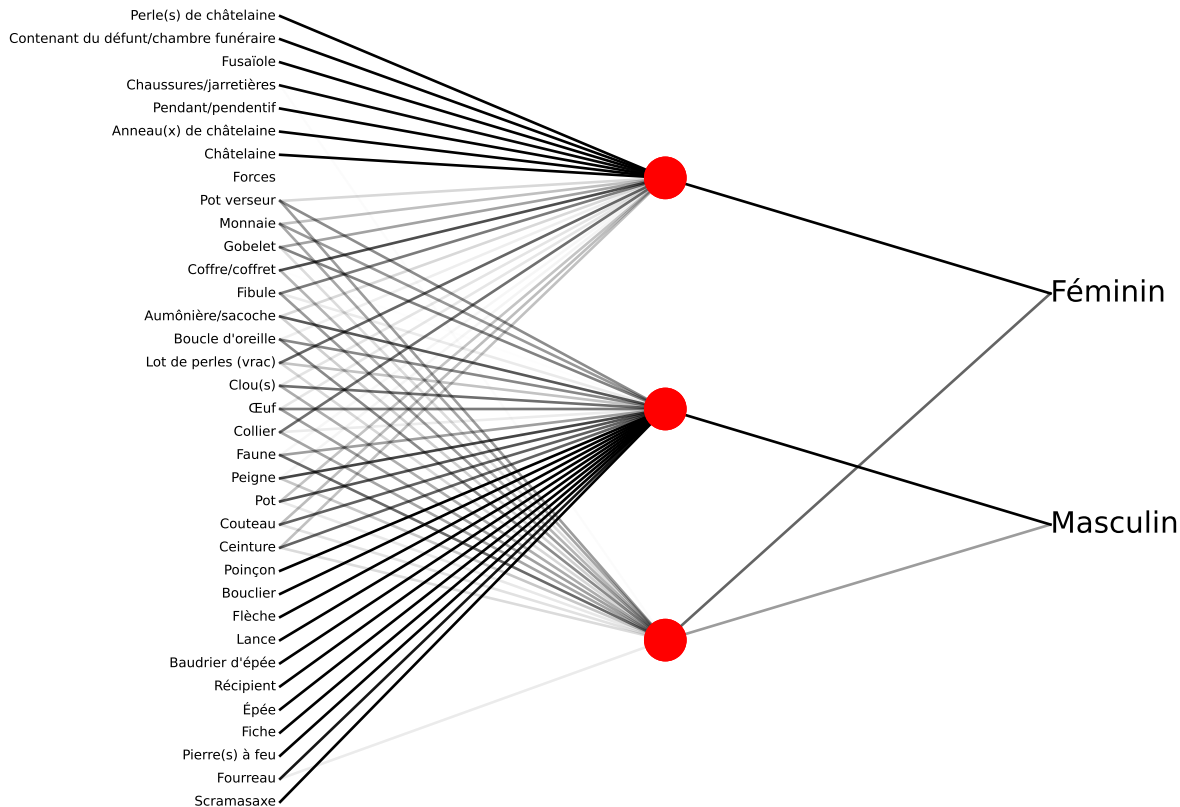 Perle(s) de châtelaine
Contenant du défunt/chambre funéraire
Fusaïole
Chaussures/jarretières
Pendant/pendentif
Anneau(x) de châtelaine
Châtelaine
Forces
Pot verseur
Monnaie
Gobelet
Coffre/coffret
Fibule
Aumônière/sacoche
Boucle d'oreille
Lot de perles (vrac)
Clou(s)
Œuf
Collier
Faune
Peigne
Pot
Couteau
Ceinture
Poinçon
Bouclier
Flèche
Lance
Baudrier d'épée
Récipient
Épée
Fiche
Pierre(s) à feu
Fourreau
Scramasaxe
Féminin
Masculin